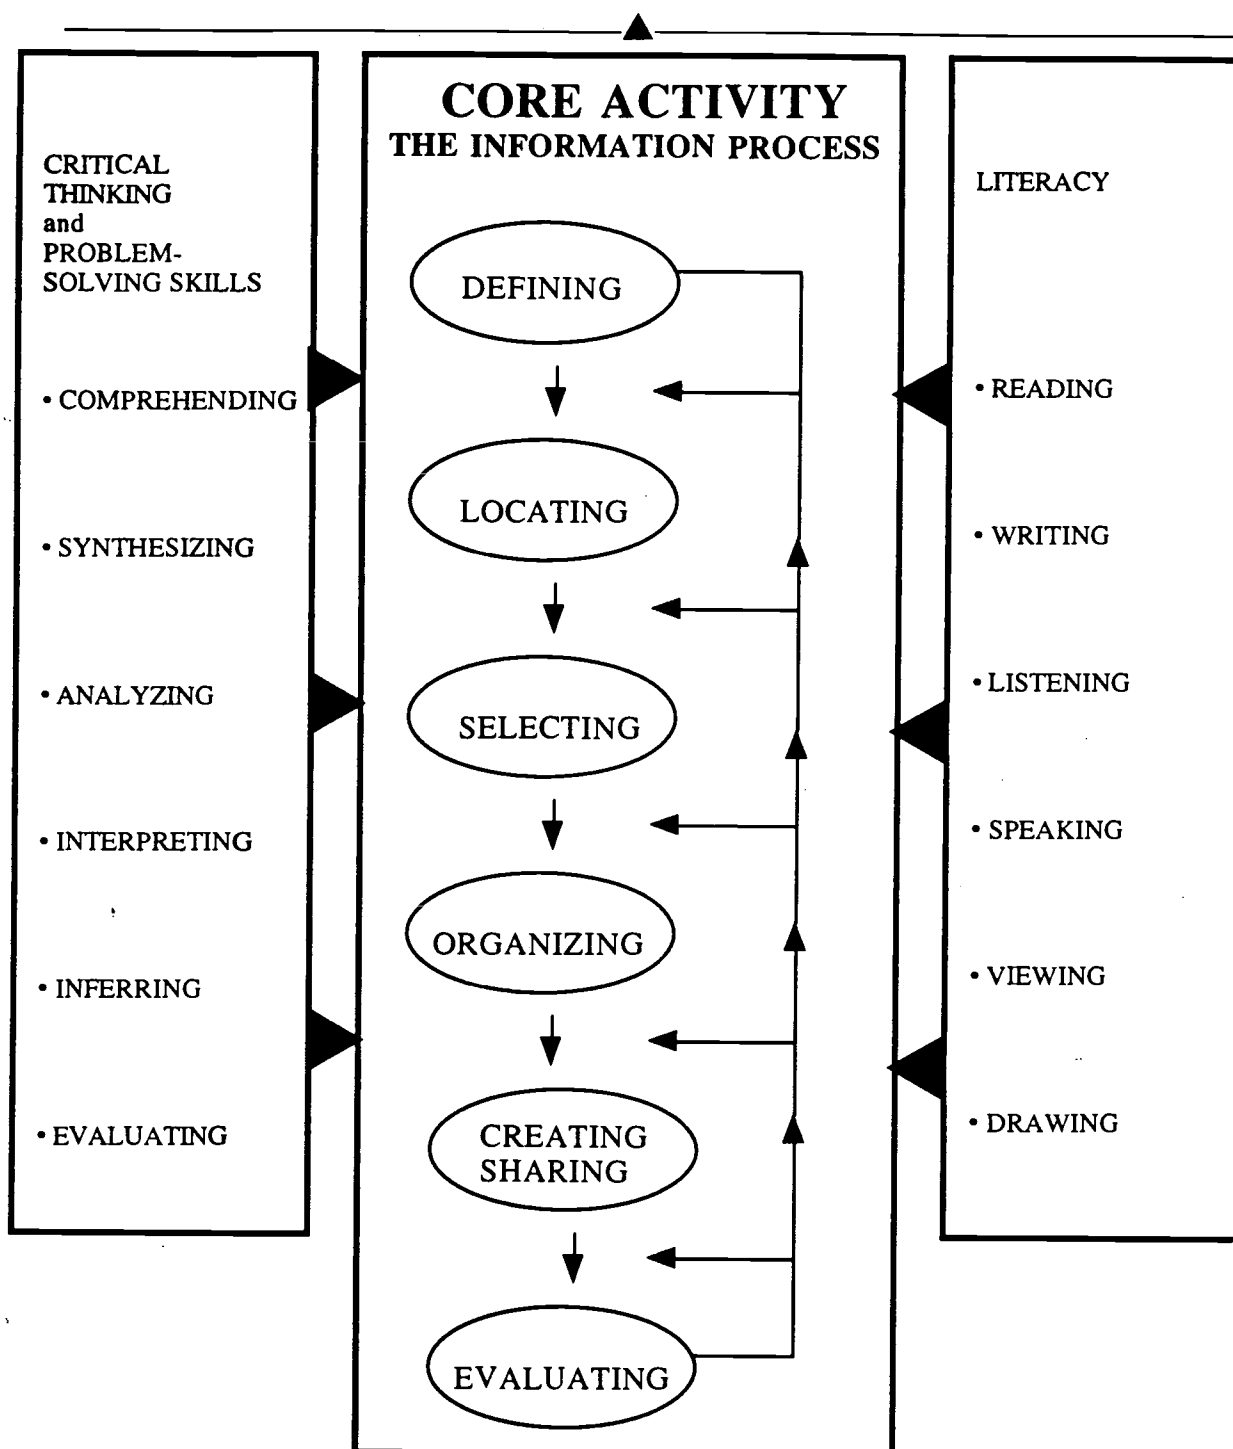 CRITICAL
THINKING
and
PROBLEM-
SOLVING SKILLS
• COMPREHENDING
• SYNTHESIZING
• ANALYZING
• INTERPRETING
• INFERRING
• EVALUATING
CORE ACTIVITY
THE INFORMATION PROCESS
DEFINING
LOCATING
SELECTING
ORGANIZING
CREATING
SHARING
EVALUATING
LITERACY
• READING
• WRITING
• LISTENING
• SPEAKING
• VIEWING
• DRAWING